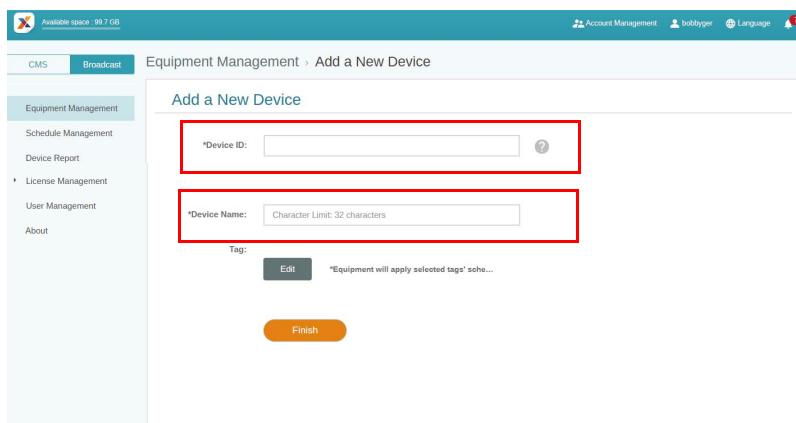 Available space : 99.7 GB
Account Management
bobbyger
Language
CMS
Broadcast
Equipment Management › Add a New Device
Equipment Management
Schedule Management
Device Report
License Management
User Management
About
Add a New Device
*Device ID:
?
*Device Name:
Character Limit: 32 characters
Tag:
Edit
*Equipment will apply selected tags' sche...
Finish